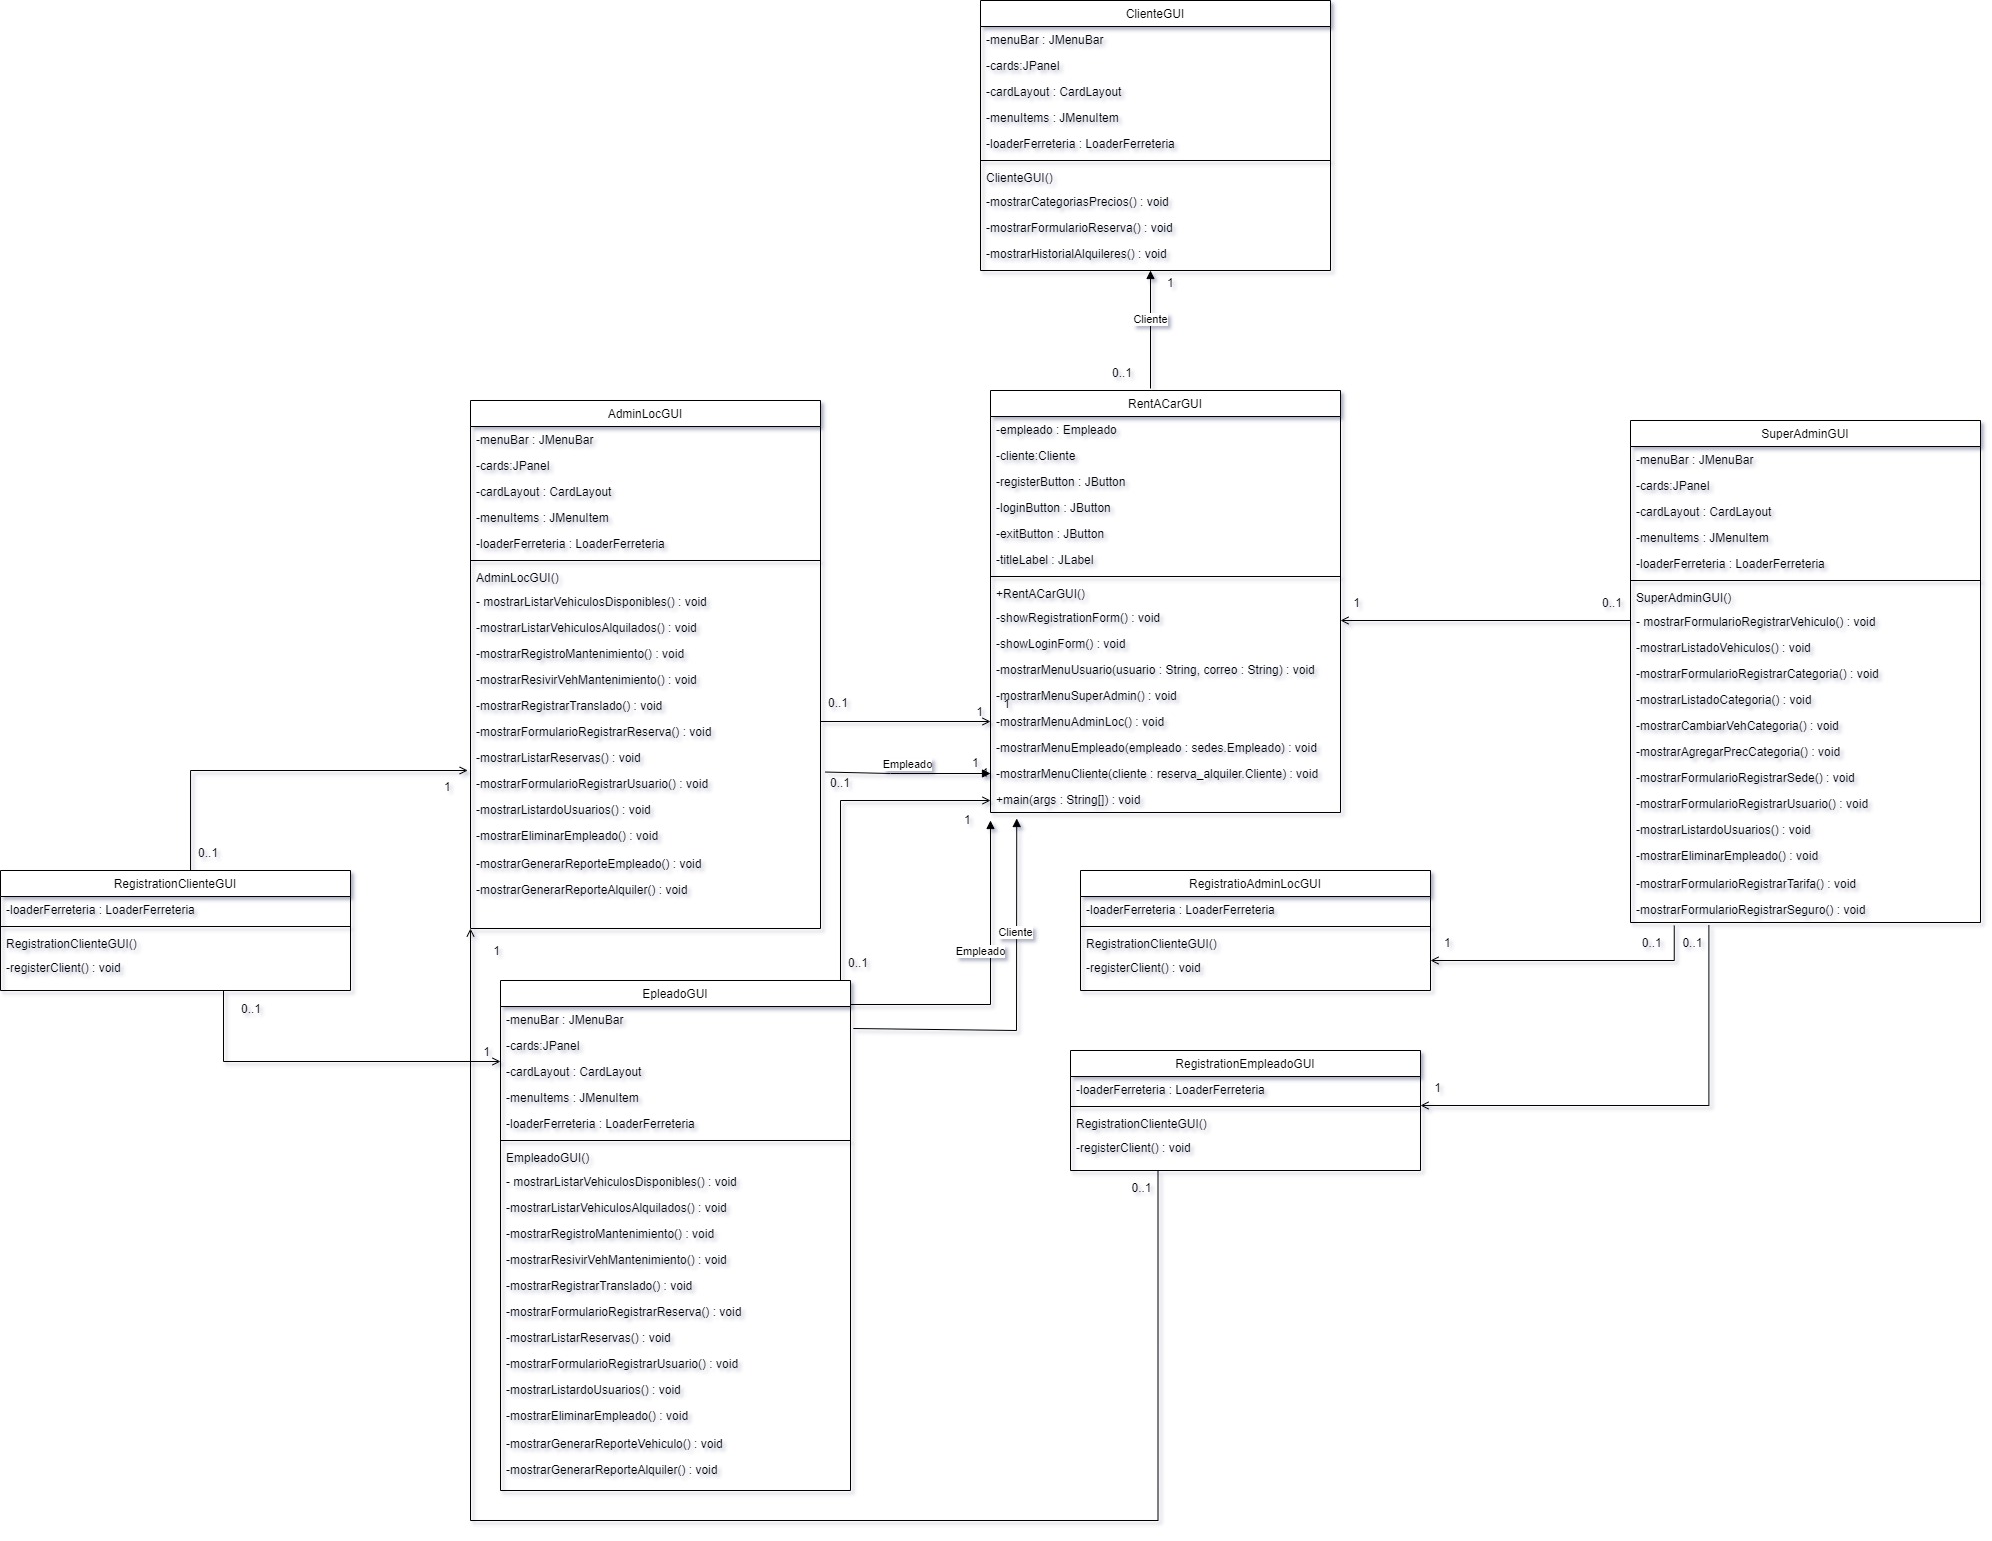 ClienteGUI
-menuBar : JMenuBar
-cards:JPanel
-cardLayout : CardLayout
-menuItems : JMenuItem
-loaderFerreteria : LoaderFerreteria
ClienteGUI()
-mostrarCategoriasPrecios() : void
-mostrarFormularioReserva() : void
-mostrarHistorialAlquileres() : void
1
Cliente
0..1
AdminLocGUI
-menuBar : JMenuBar
-cards:JPanel
-cardLayout : CardLayout
-menuItems : JMenuItem
-loaderFerreteria : LoaderFerreteria
AdminLocGUI()
- mostrarListarVehiculosDisponibles() : void
-mostrarListarVehiculosAlquilados() : void
-mostrarRegistroMantenimiento() : void
-mostrarResivirVehMantenimiento() : void
-mostrarRegistrarTranslado() : void
-mostrarFormularioRegistrarReserva() : void
-mostrarListarReservas() : void
-mostrarFormularioRegistrarUsuario() : void
-mostrarListardoUsuarios() : void
-mostrarEliminarEmpleado() : void
-mostrarGenerarReporteEmpleado() : void
-mostrarGenerarReporteAlquiler() : void
RentACarGUI
-empleado : Empleado
-cliente:Cliente
-registerButton : JButton
-loginButton : JButton
-exitButton : JButton
-titleLabel : JLabel
+RentACarGUI()
-showRegistrationForm() : void
-showLoginForm() : void
-mostrarMenuUsuario(usuario : String, correo : String) : void
-mostrarMenuSuperAdmin() : void
1
-mostrarMenuAdminLoc() : void
-mostrarMenuEmpleado(empleado : sedes.Empleado) : void
-mostrarMenuCliente(cliente : reserva_alquiler.Cliente) : void
+main(args : String[]) : void
SuperAdminGUI
-menuBar : JMenuBar
-cards:JPanel
-cardLayout : CardLayout
-menuItems : JMenuItem
-loaderFerreteria : LoaderFerreteria
SuperAdminGUI()
- mostrarFormularioRegistrarVehiculo() : void
-mostrarListadoVehiculos() : void
-mostrarFormularioRegistrarCategoria() : void
-mostrarListadoCategoria() : void
-mostrarCambiarVehCategoria() : void
-mostrarAgregarPrecCategoria() : void
-mostrarFormularioRegistrarSede() : void
-mostrarFormularioRegistrarUsuario() : void
-mostrarListardoUsuarios() : void
-mostrarEliminarEmpleado() : void
-mostrarFormularioRegistrarTarifa() : void
-mostrarFormularioRegistrarSeguro() : void
1
0..1
0..1
1
Empleado
1
0..1
1
1
0..1
RegistrationClienteGUI
-loaderFerreteria : LoaderFerreteria
RegistrationClienteGUI()
-registerClient() : void
0..1
1
1
0..1
Empleado
Cliente
EpleadoGUI
-menuBar : JMenuBar
-cards:JPanel
-cardLayout : CardLayout
-menuItems : JMenuItem
-loaderFerreteria : LoaderFerreteria
EmpleadoGUI()
- mostrarListarVehiculosDisponibles() : void
-mostrarListarVehiculosAlquilados() : void
-mostrarRegistroMantenimiento() : void
-mostrarResivirVehMantenimiento() : void
-mostrarRegistrarTranslado() : void
-mostrarFormularioRegistrarReserva() : void
-mostrarListarReservas() : void
-mostrarFormularioRegistrarUsuario() : void
-mostrarListardoUsuarios() : void
-mostrarEliminarEmpleado() : void
-mostrarGenerarReporteVehiculo() : void
-mostrarGenerarReporteAlquiler() : void
RegistratioAdminLocGUI
-loaderFerreteria : LoaderFerreteria
RegistrationClienteGUI()
-registerClient() : void
1
0..1
0..1
RegistrationEmpleadoGUI
-loaderFerreteria : LoaderFerreteria
RegistrationClienteGUI()
-registerClient() : void
1
0..1